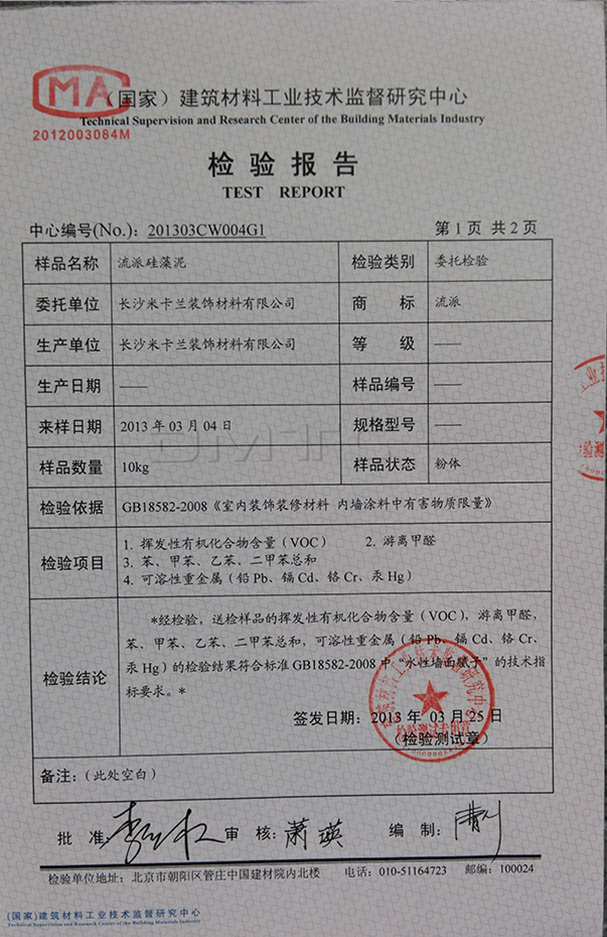 MA
(国家）建筑材料工业技术监督研究中心
Technical Supervision and Research Center of the Building Materials Industry
2012003084M
检验报告
TEST REPORT
中心编号(No.)：201303CW004G1 第1页 共2页
样品名称 流派硅藻泥 检验类别 委托检验
委托单位 长沙米卡兰装饰材料有限公司 商标 流派
生产单位 长沙米卡兰装饰材料有限公司 等级 ——
生产日期 —— 样品编号 ——
来样日期 2013年03月04日 规格型号 ——
样品数量 10kg 样品状态 粉体
检验依据 GB18582-2008《室内装饰装修材料 内墙涂料中有害物质限量》
检验项目
1. 挥发性有机化合物含量（VOC） 2. 游离甲醛
3. 苯、甲苯、乙苯、二甲苯总和
4. 可溶性重金属（铅Pb、镉Cd、铬Cr、汞Hg）
检验结论
*经检验，送检样品的挥发性有机化合物含量（VOC），游离甲醛，
苯、甲苯、乙苯、二甲苯总和，可溶性重金属（铅Pb、镉Cd、铬Cr、
汞Hg）的检验结果符合标准GB18582-2008中“水性墙面腻子”的技术指
标要求。*
签发日期：2013年03月25日
（检验测试章）
备注：（此处空白）
批准： 审核：萧瑛 编制：
检验单位地址：北京市朝阳区管庄中国建材院内北楼 电话：010-51164723 邮编：100024
(国家)建筑材料工业技术监督研究中心
Technical Supervision and Research Center of the Building Materials Industry